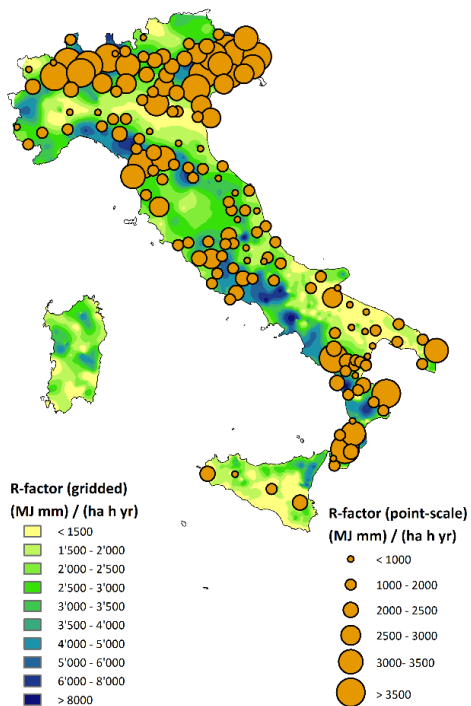 R-factor (gridded)
(MJ mm) / (ha h yr)
< 1500
1'500 - 2'000
2'000 - 2'500
2'500 - 3'000
3'000 - 3'500
3'500 - 4'000
4'000 - 5'000
5'000 - 6'000
6'000 - 8'000
> 8000
R-factor (point-scale)
(MJ mm) / (ha h yr)
< 1000
1000 - 2000
2000 - 2500
2500 - 3000
3000- 3500
> 3500